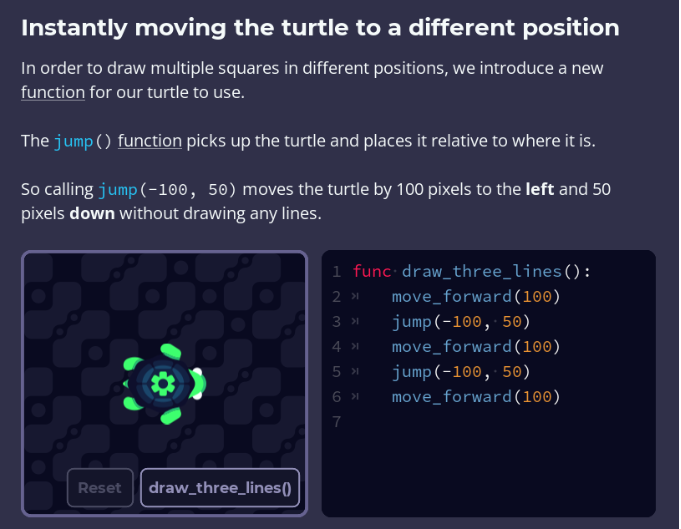 Instantly moving the turtle to a different position
In order to draw multiple squares in different positions, we introduce a new
function for our turtle to use.
The jump() function picks up the turtle and places it relative to where it is.
So calling jump(-100, 50) moves the turtle by 100 pixels to the left and 50
pixels down without drawing any lines.
1 func draw_three_lines():
2 move_forward(100)
3 jump(-100, 50)
4 move_forward(100)
5 jump(-100, 50)
6 move_forward(100)
7
Reset draw_three_lines()